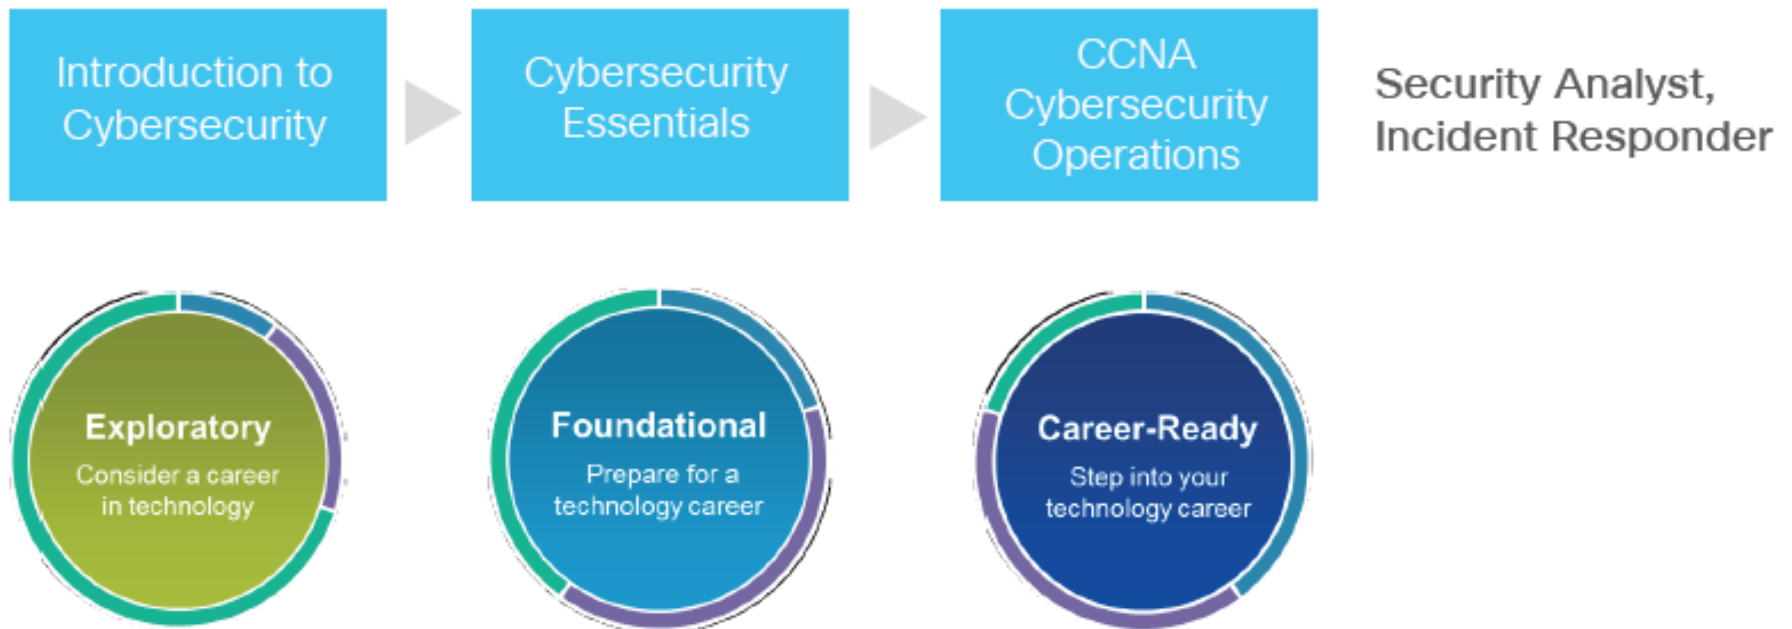 Introduction to
Cybersecurity
Cybersecurity
Essentials
CCNA
Cybersecurity
Operations
Security Analyst,
Incident Responder
Exploratory
Consider a career
in technology
Foundational
Prepare for a
technology career
Career-Ready
Step into your
technology career